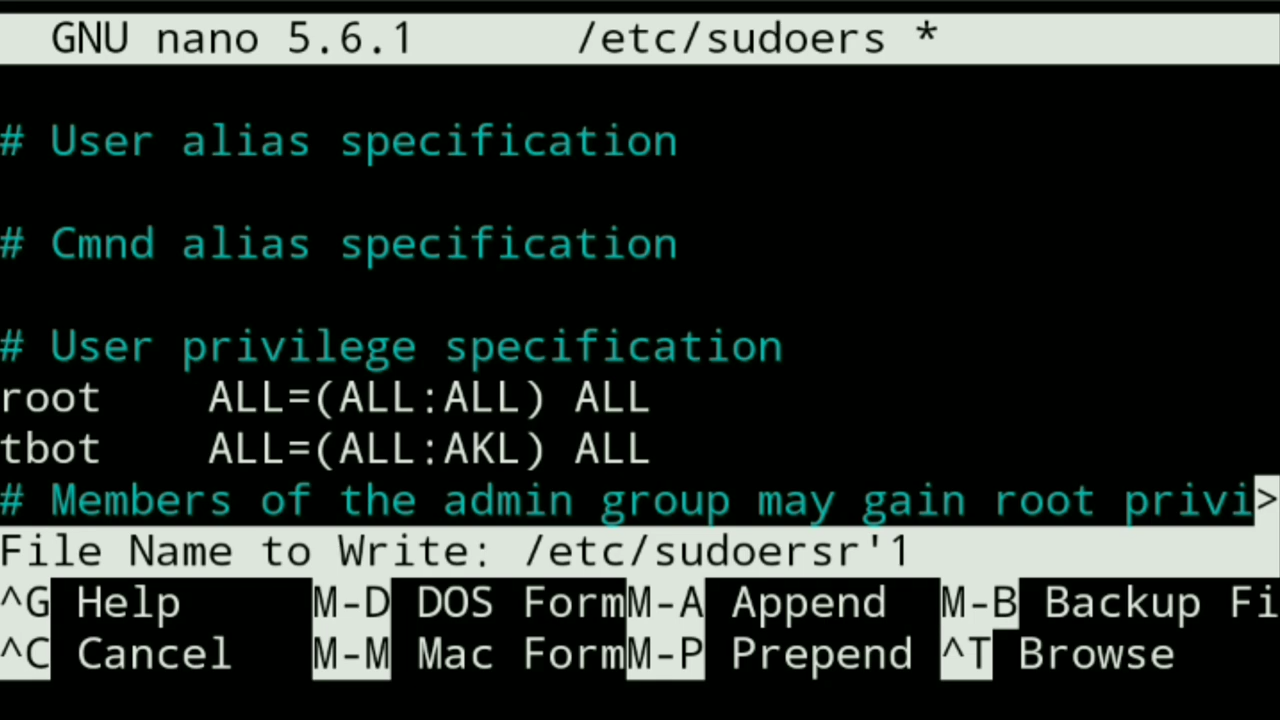 GNU nano 5.6.1 /etc/sudoers *
# User alias specification
# Cmnd alias specification
# User privilege specification
root ALL=(ALL:ALL) ALL
tbot ALL=(ALL:AKL) ALL
# Members of the admin group may gain root privi>
File Name to Write: /etc/sudoersr'1
^G Help M-D DOS FormM-A Append M-B Backup Fi
^C Cancel M-M Mac FormM-P Prepend ^T Browse